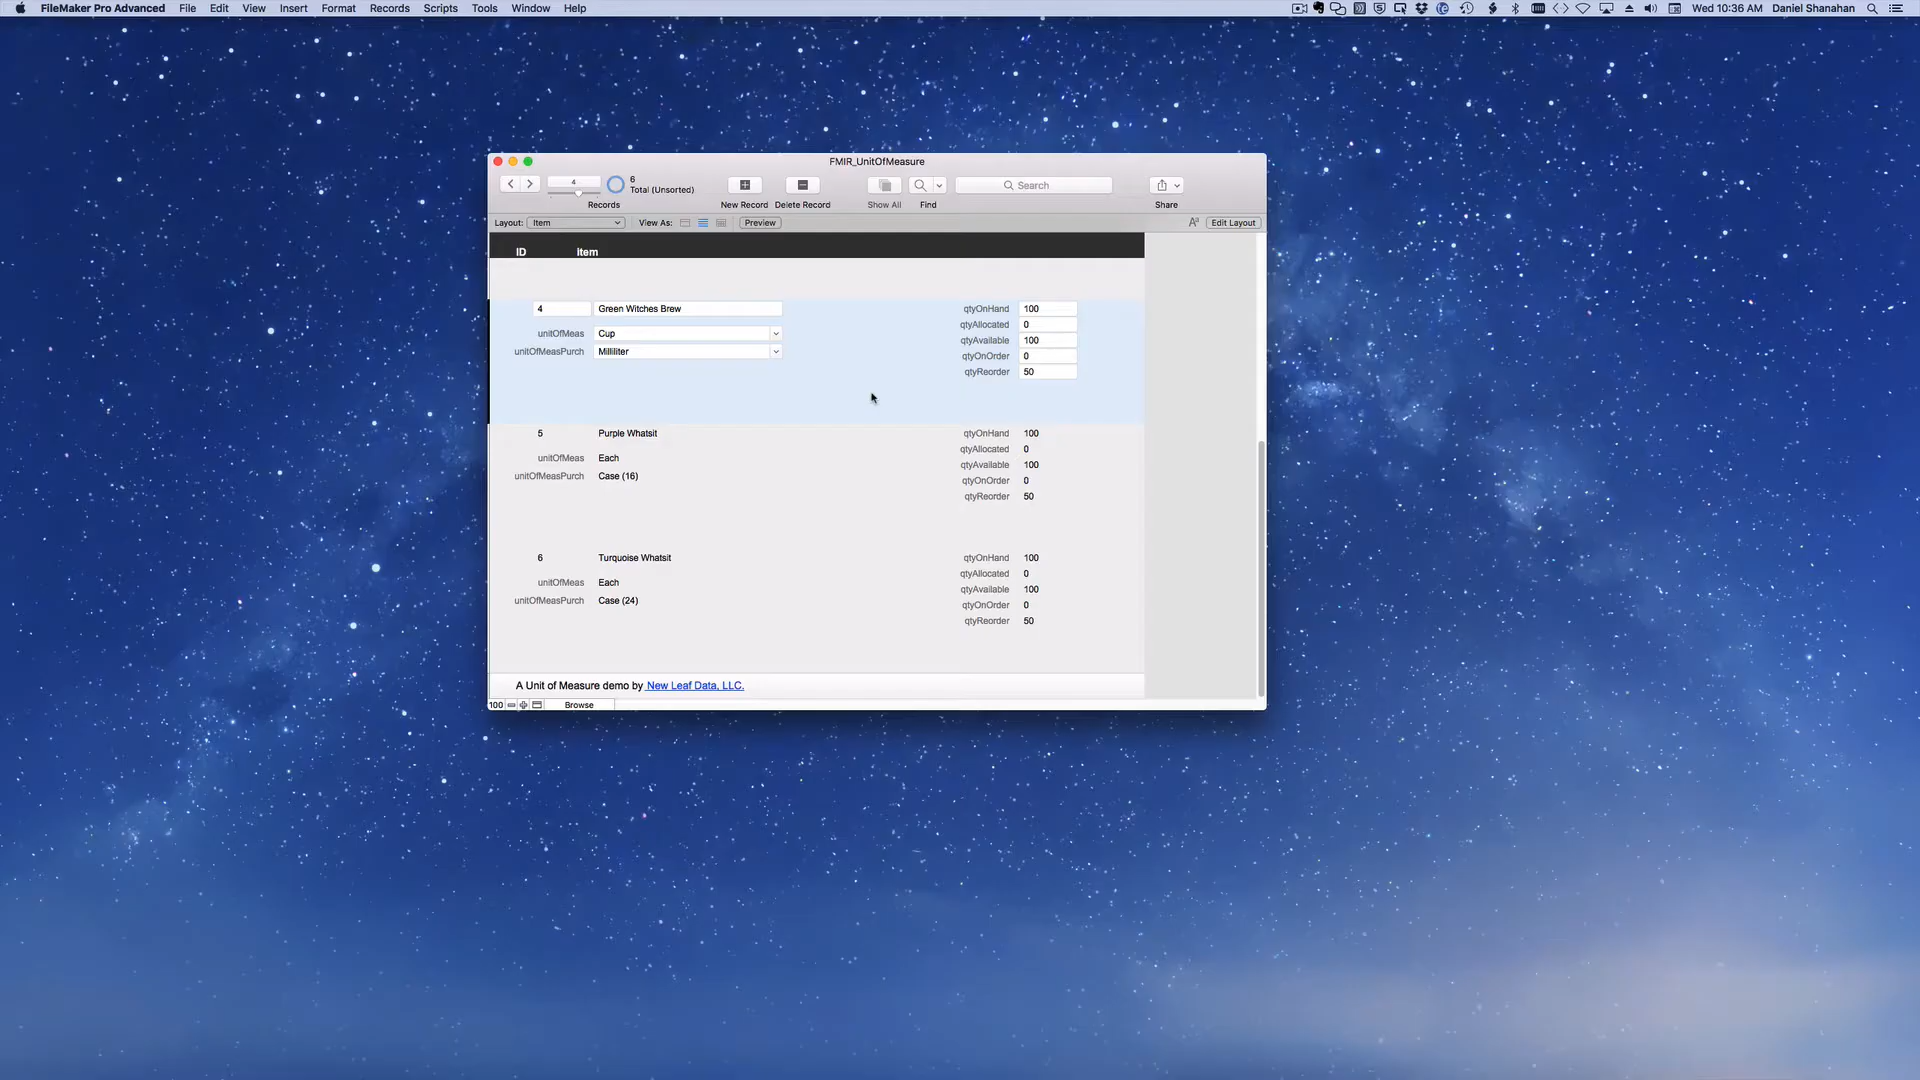 FileMaker Pro Advanced File Edit View Insert Format Records Scripts Tools Window Help Wed 10:36 AM Daniel Shanahan
FMIR_UnitOfMeasure
4 6 Total (Unsorted) Search
Records New Record Delete Record Show All Find Share
Layout: Item View As: Preview Edit Layout
ID Item
4 Green Witches Brew qtyOnHand 100
qtyAllocated 0
unitOfMeas Cup
qtyAvailable 100
unitOfMeasPurch Milliliter
qtyOnOrder 0
qtyReorder 50
5 Purple Whatsit qtyOnHand 100
qtyAllocated 0
unitOfMeas Each
qtyAvailable 100
unitOfMeasPurch Case (16)
qtyOnOrder 0
qtyReorder 50
6 Turquoise Whatsit qtyOnHand 100
qtyAllocated 0
unitOfMeas Each
qtyAvailable 100
unitOfMeasPurch Case (24)
qtyOnOrder 0
qtyReorder 50
A Unit of Measure demo by New Leaf Data, LLC.
100 Browse